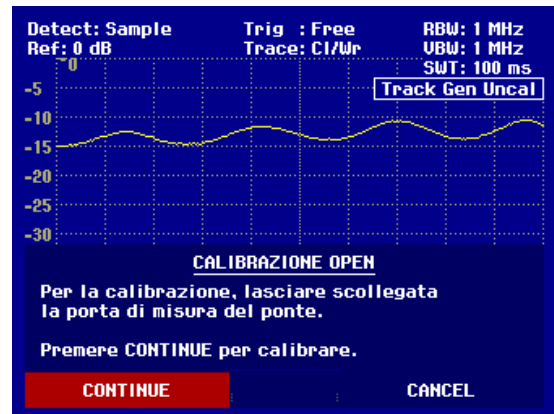 Detect: Sample Trig : Free RBW: 1 MHz
Ref: 0 dB Trace: Cl/Wr VBW: 1 MHz
SWT: 100 ms
0
-5
Track Gen Uncal
-10
-15
-20
-25
-30
CALIBRAZIONE OPEN
Per la calibrazione, lasciare scollegata
la porta di misura del ponte.
Premere CONTINUE per calibrare.
CONTINUE CANCEL